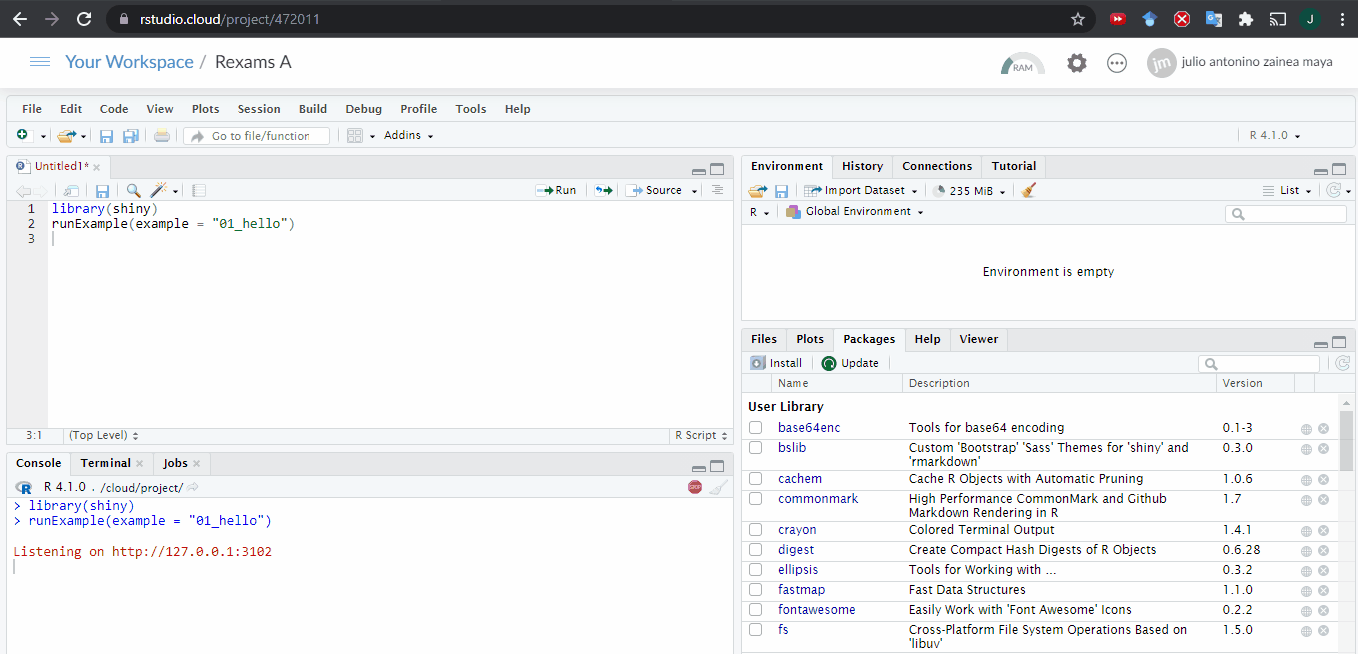 rstudio.cloud/project/472011
J
Your Workspace / Rexams A
RAM
jm
julio antonino zainea maya
File Edit Code View Plots Session Build Debug Profile Tools Help
Go to file/function
Addins
R 4.1.0
Untitled1*
Run
Source
1 library(shiny)
2 runExample(example = "01_hello")
3
3:1
(Top Level)
R Script
Console Terminal Jobs
R 4.1.0 . /cloud/project/
STOP
> library(shiny)
> runExample(example = "01_hello")
Listening on http://127.0.0.1:3102
Environment History Connections Tutorial
Import Dataset
235 MiB
List
R
Global Environment
Environment is empty
Files Plots Packages Help Viewer
Install
Update
Name Description Version
User Library
base64enc Tools for base64 encoding 0.1-3
bslib Custom 'Bootstrap' 'Sass' Themes for 'shiny' and 0.3.0
'rmarkdown'
cachem Cache R Objects with Automatic Pruning 1.0.6
commonmark High Performance CommonMark and Github 1.7
Markdown Rendering in R
crayon Colored Terminal Output 1.4.1
digest Create Compact Hash Digests of R Objects 0.6.28
ellipsis Tools for Working with ... 0.3.2
fastmap Fast Data Structures 1.1.0
fontawesome Easily Work with 'Font Awesome' Icons 0.2.2
fs Cross-Platform File System Operations Based on 1.5.0
'libuv'